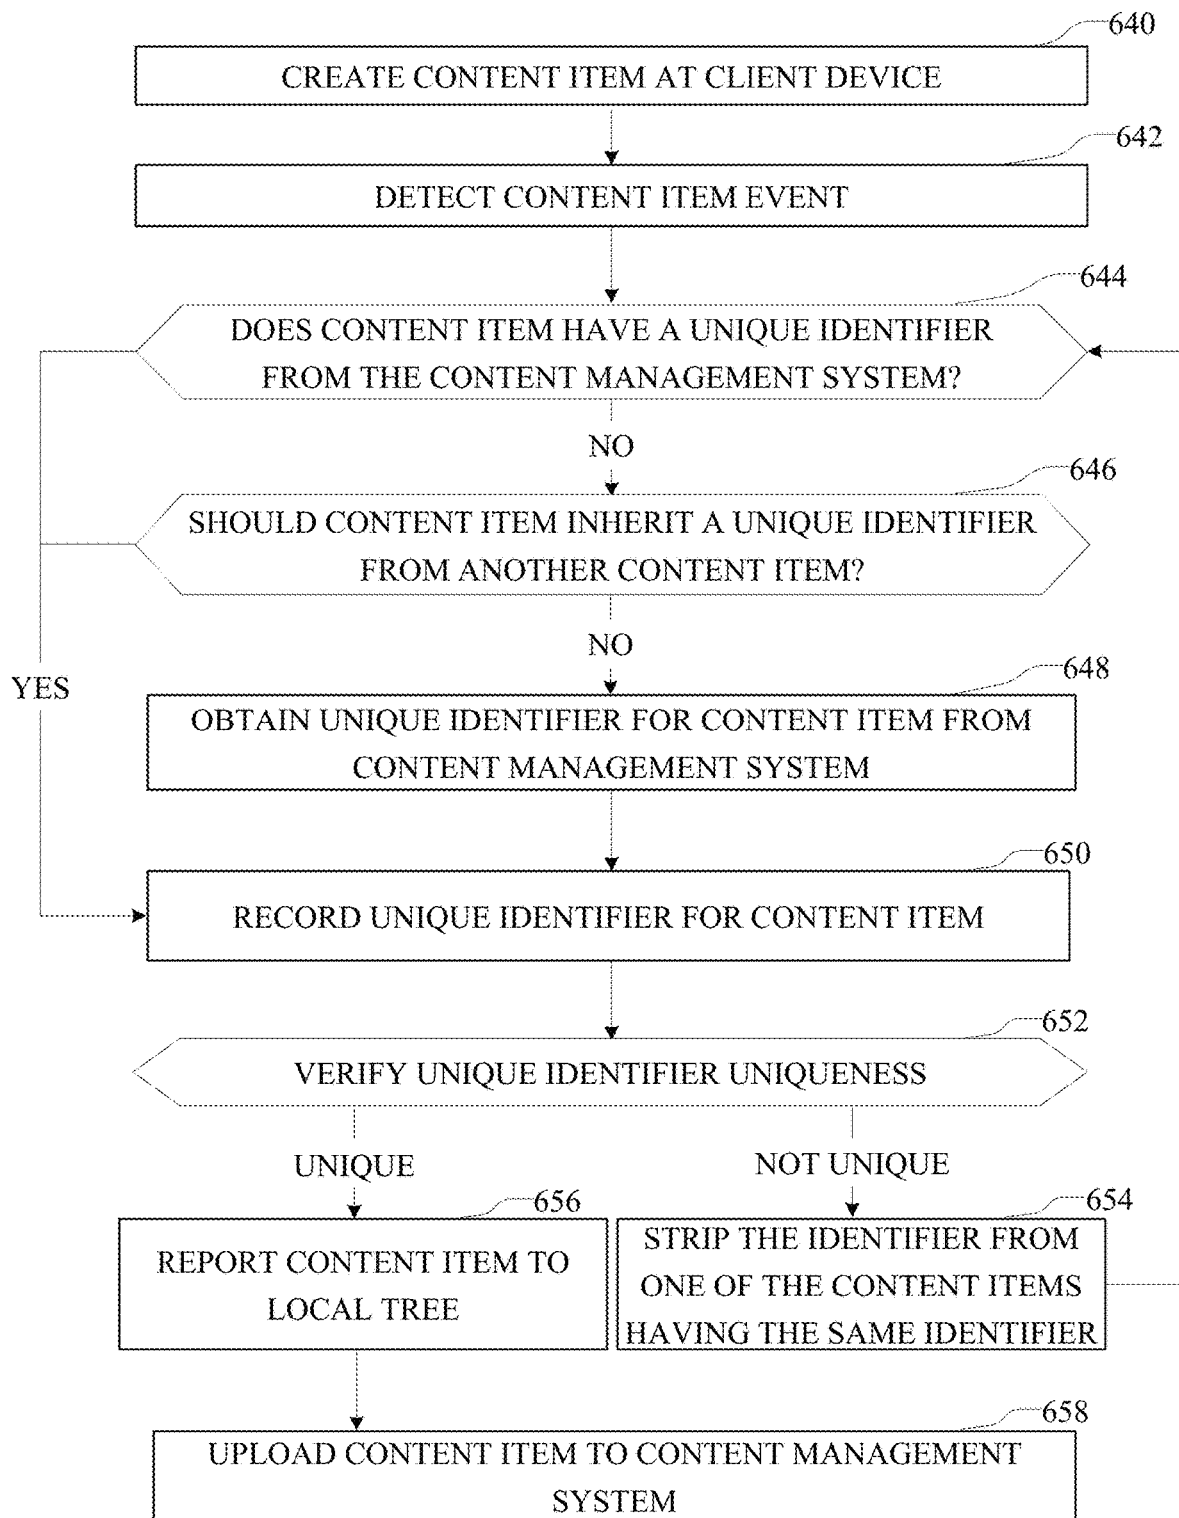 640
CREATE CONTENT ITEM AT CLIENT DEVICE
642
DETECT CONTENT ITEM EVENT
644
DOES CONTENT ITEM HAVE A UNIQUE IDENTIFIER
FROM THE CONTENT MANAGEMENT SYSTEM?
NO
646
SHOULD CONTENT ITEM INHERIT A UNIQUE IDENTIFIER
FROM ANOTHER CONTENT ITEM?
NO
YES
648
OBTAIN UNIQUE IDENTIFIER FOR CONTENT ITEM FROM
CONTENT MANAGEMENT SYSTEM
650
RECORD UNIQUE IDENTIFIER FOR CONTENT ITEM
652
VERIFY UNIQUE IDENTIFIER UNIQUENESS
UNIQUE
NOT UNIQUE
656
REPORT CONTENT ITEM TO
LOCAL TREE
654
STRIP THE IDENTIFIER FROM
ONE OF THE CONTENT ITEMS
HAVING THE SAME IDENTIFIER
658
UPLOAD CONTENT ITEM TO CONTENT MANAGEMENT
SYSTEM